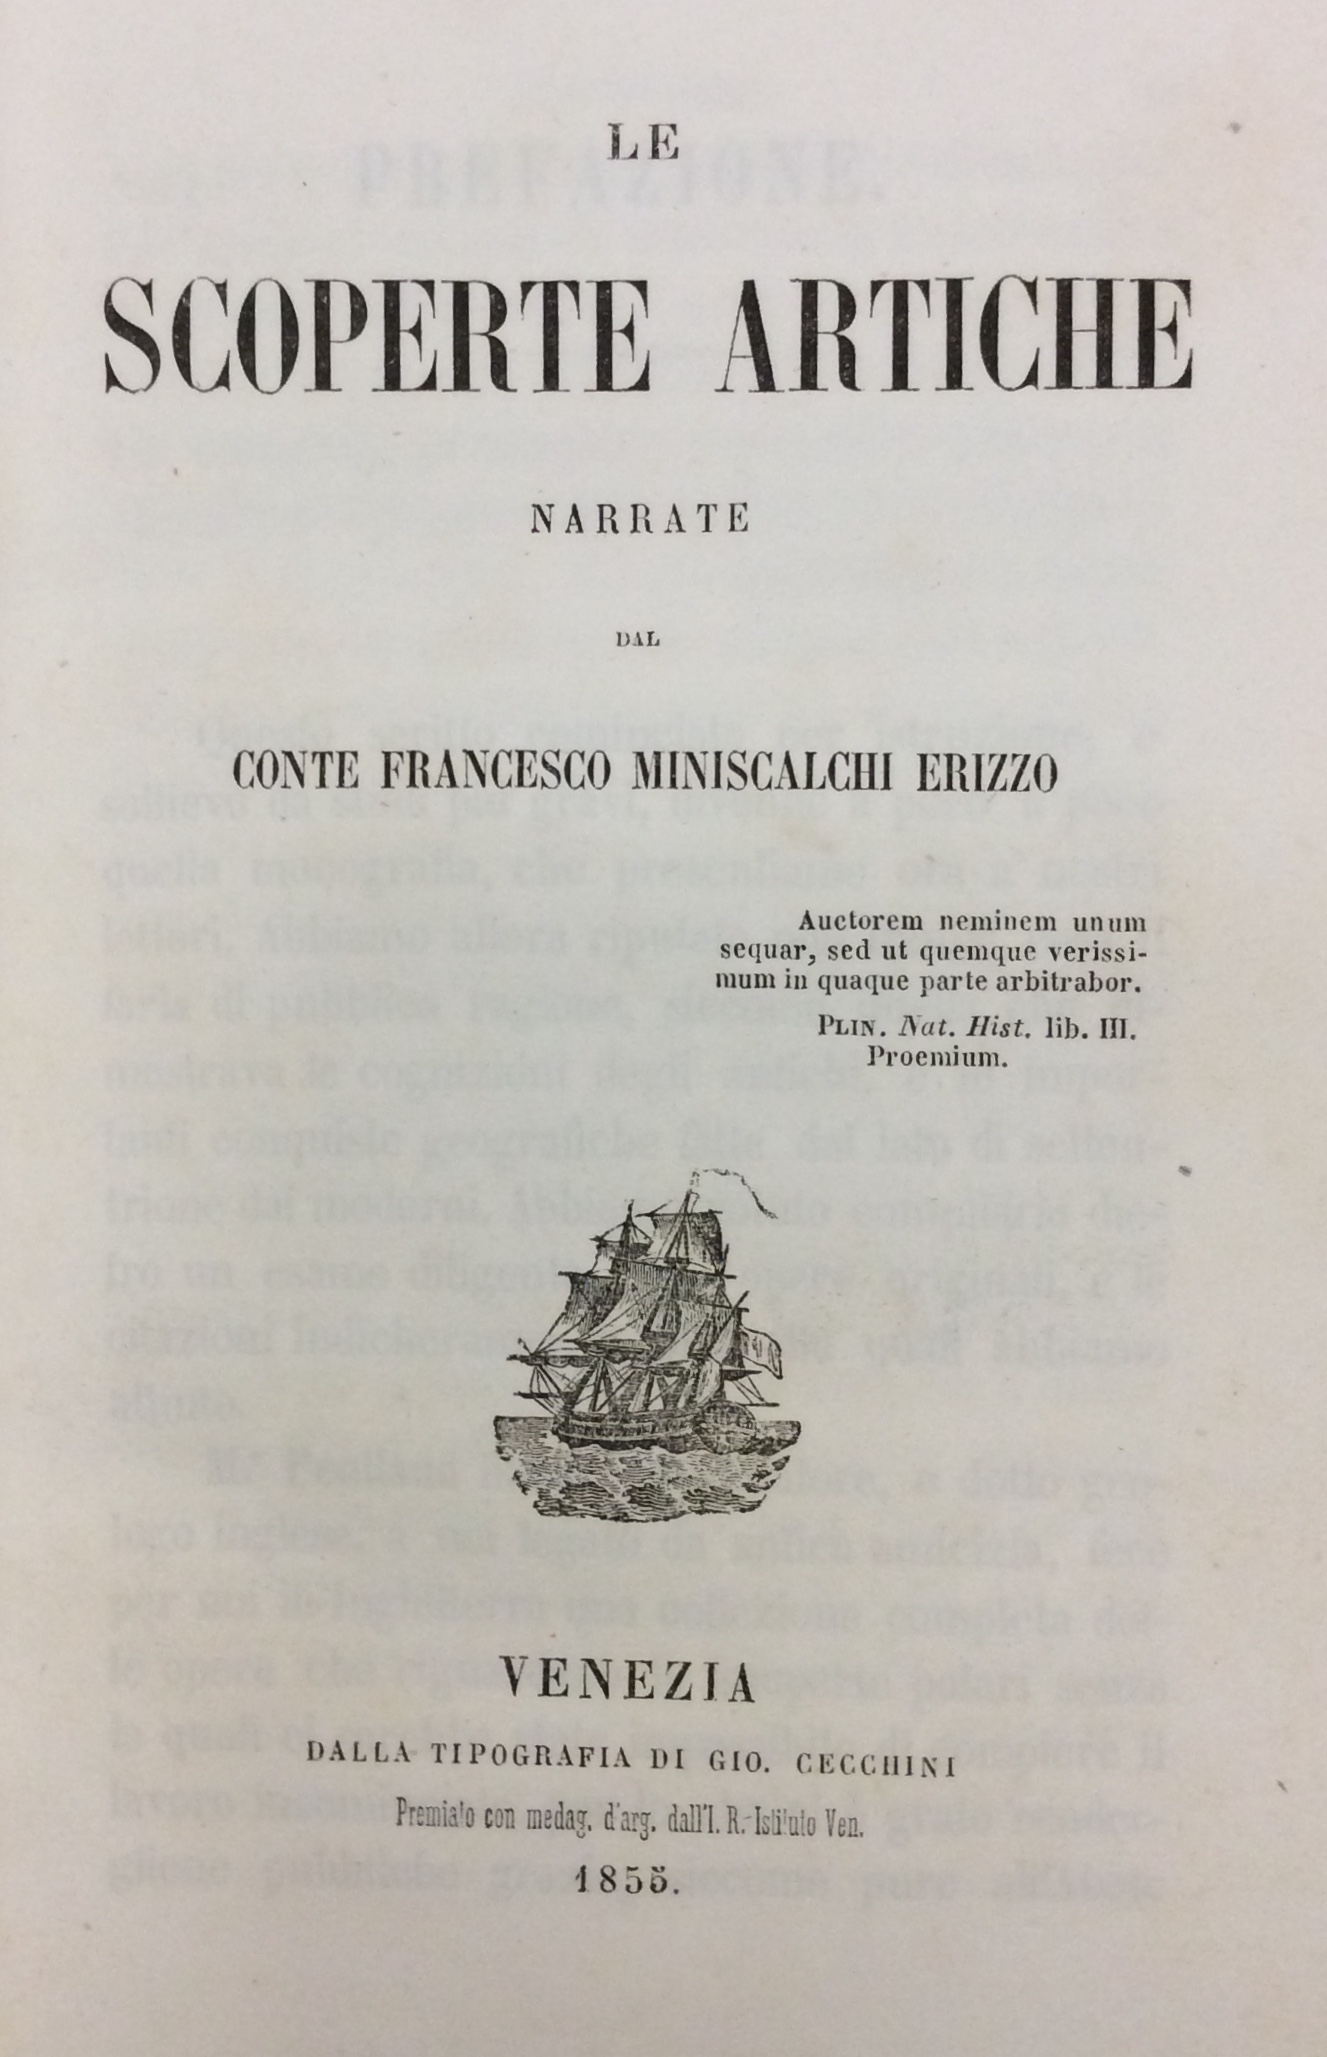 LE
SCOPERTE ARTICHE
NARRATE
DAL
CONTE FRANCESCO MINISCALCHI ERIZZO
Auctorem neminem unum
sequar, sed ut quemque verissi-
mum in quaque parte arbitrabor.
PLIN. Nat. Hist. lib. III.
Proemium.
VENEZIA
DALLA TIPOGRAFIA DI GIO. CECCHINI
Premiato con medag. d'arg. dall'I. R. Istituto Ven.
1855.